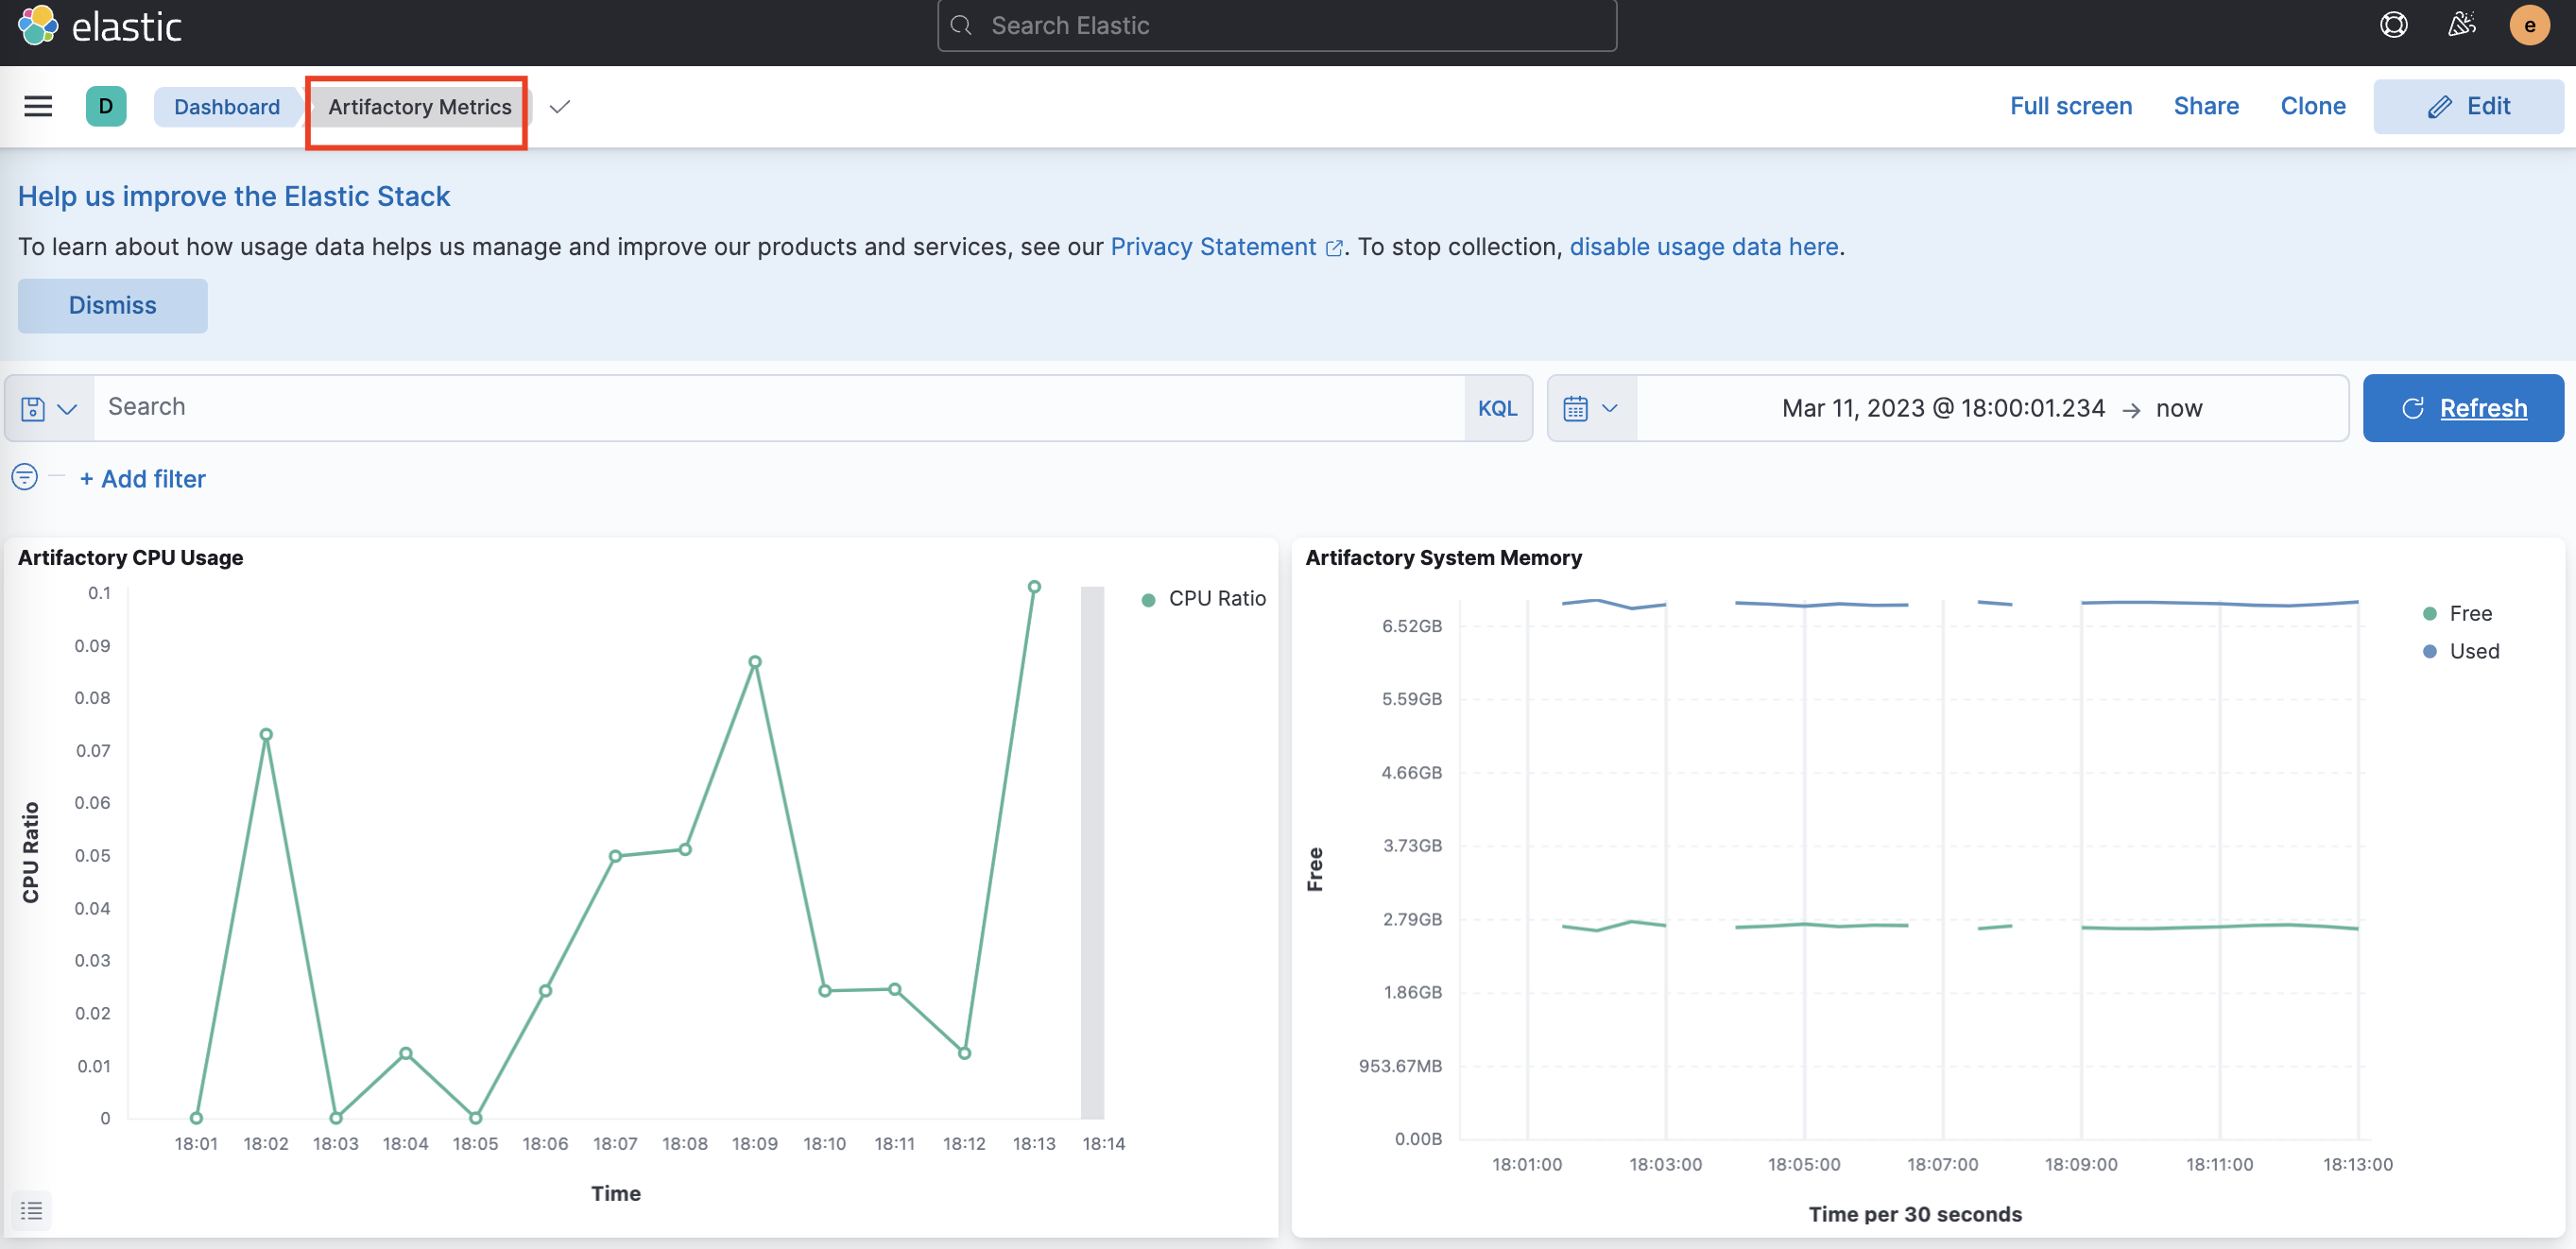 elastic
Search Elastic
e
D
Dashboard
Artifactory Metrics
Full screen
Share
Clone
Edit
Help us improve the Elastic Stack
To learn about how usage data helps us manage and improve our products and services, see our Privacy Statement. To stop collection, disable usage data here.
Dismiss
Search
KQL
Mar 11, 2023 @ 18:00:01.234 → now
Refresh
+ Add filter
Artifactory CPU Usage
CPU Ratio
0.1
0.09
0.08
0.07
0.06
0.05
0.04
0.03
0.02
0.01
0
CPU Ratio
18:01 18:02 18:03 18:04 18:05 18:06 18:07 18:08 18:09 18:10 18:11 18:12 18:13 18:14
Time
Artifactory System Memory
Free
Used
6.52GB
5.59GB
4.66GB
3.73GB
2.79GB
1.86GB
953.67MB
0.00B
Free
18:01:00 18:03:00 18:05:00 18:07:00 18:09:00 18:11:00 18:13:00
Time per 30 seconds